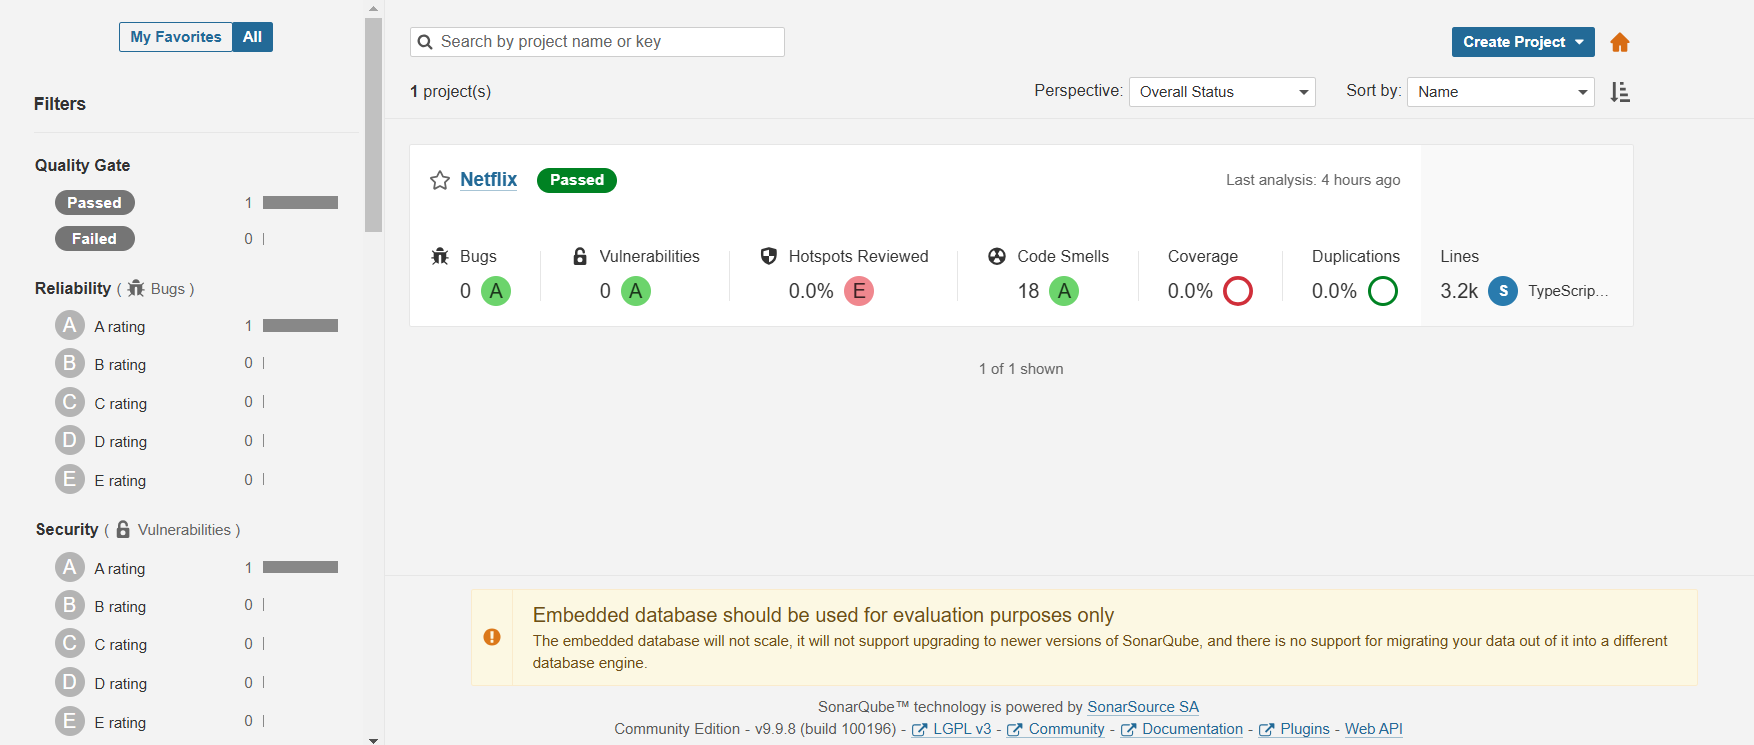 My Favorites All
Filters
Quality Gate
Passed 1
Failed 0
Reliability ( Bugs )
A A rating 1
B B rating 0
C C rating 0
D D rating 0
E E rating 0
Security ( Vulnerabilities )
A A rating 1
B B rating 0
C C rating 0
D D rating 0
E E rating 0
Search by project name or key
Create Project
1 project(s)
Perspective: Overall Status
Sort by: Name
Netflix Passed
Last analysis: 4 hours ago
Bugs Vulnerabilities Hotspots Reviewed Code Smells Coverage Duplications Lines
0 A 0 A 0.0% E 18 A 0.0% 0.0% 3.2k S TypeScrip...
1 of 1 shown
Embedded database should be used for evaluation purposes only
The embedded database will not scale, it will not support upgrading to newer versions of SonarQube, and there is no support for migrating your data out of it into a different
database engine.
SonarQube™ technology is powered by SonarSource SA
Community Edition - v9.9.8 (build 100196) - LGPL v3 - Community - Documentation - Plugins - Web API